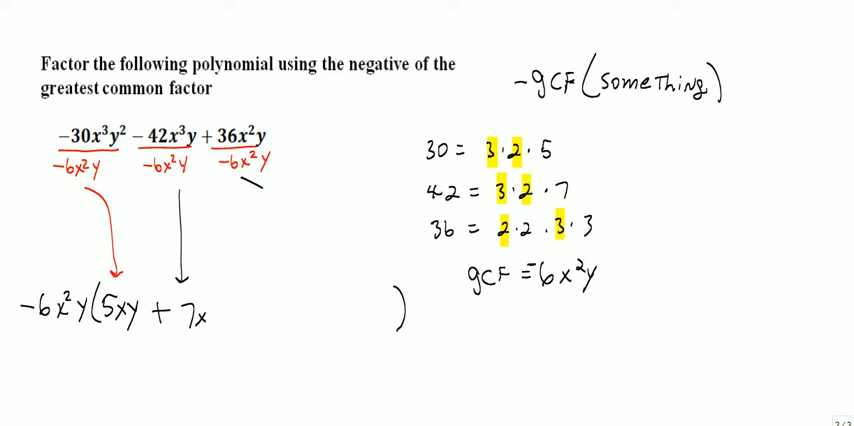 Factor the following polynomial using the negative of the
greatest common factor
-gCF(SomeThing)
−30x³y² − 42x³y + 36x²y
-6x²y -6x²y -6x²y
30 = 3·2·5
42 = 3·2·7
36 = 2·2·3·3
gCF = -6x²y
-6x²y(5xy + 7x )
2/3